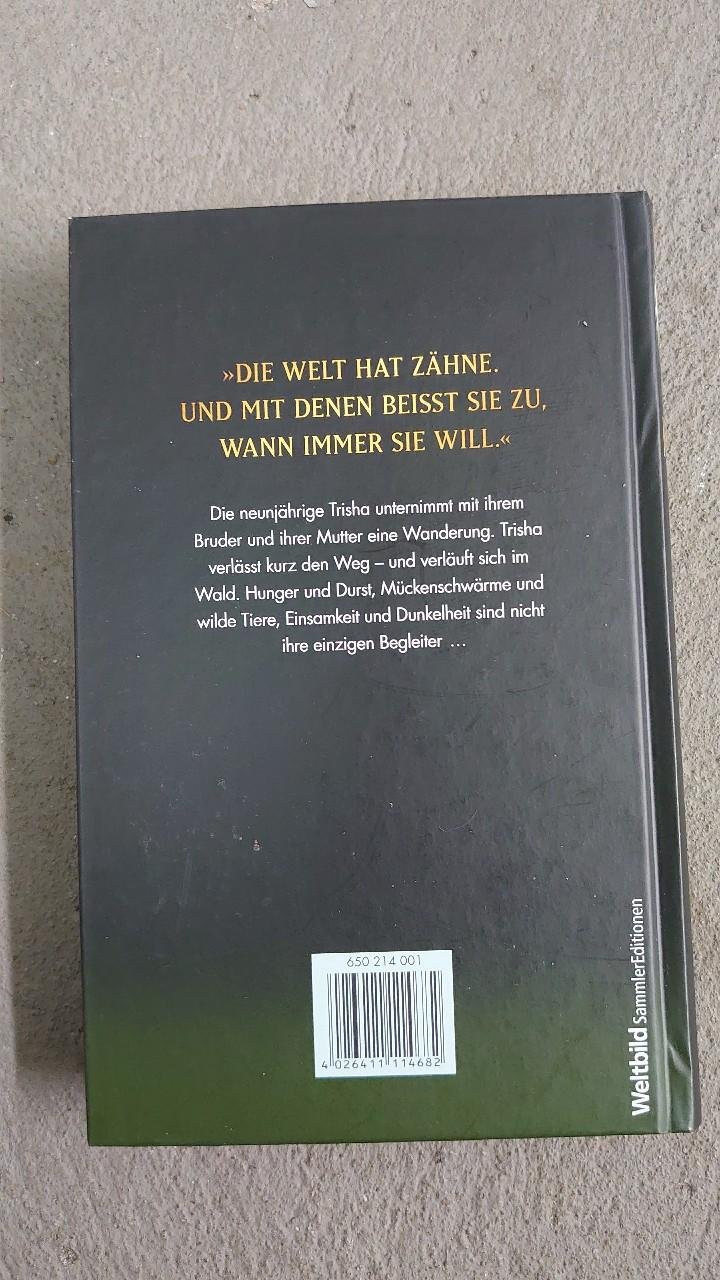 »DIE WELT HAT ZÄHNE.
UND MIT DENEN BEISST SIE ZU,
WANN IMMER SIE WILL.«
Die neunjährige Trisha unternimmt mit ihrem
Bruder und ihrer Mutter eine Wanderung. Trisha
verlässt kurz den Weg – und verläuft sich im
Wald. Hunger und Durst, Mückenschwärme und
wilde Tiere, Einsamkeit und Dunkelheit sind nicht
ihre einzigen Begleiter …
650 214 001
4 026411 114682
Weltbild SammlerEditionen